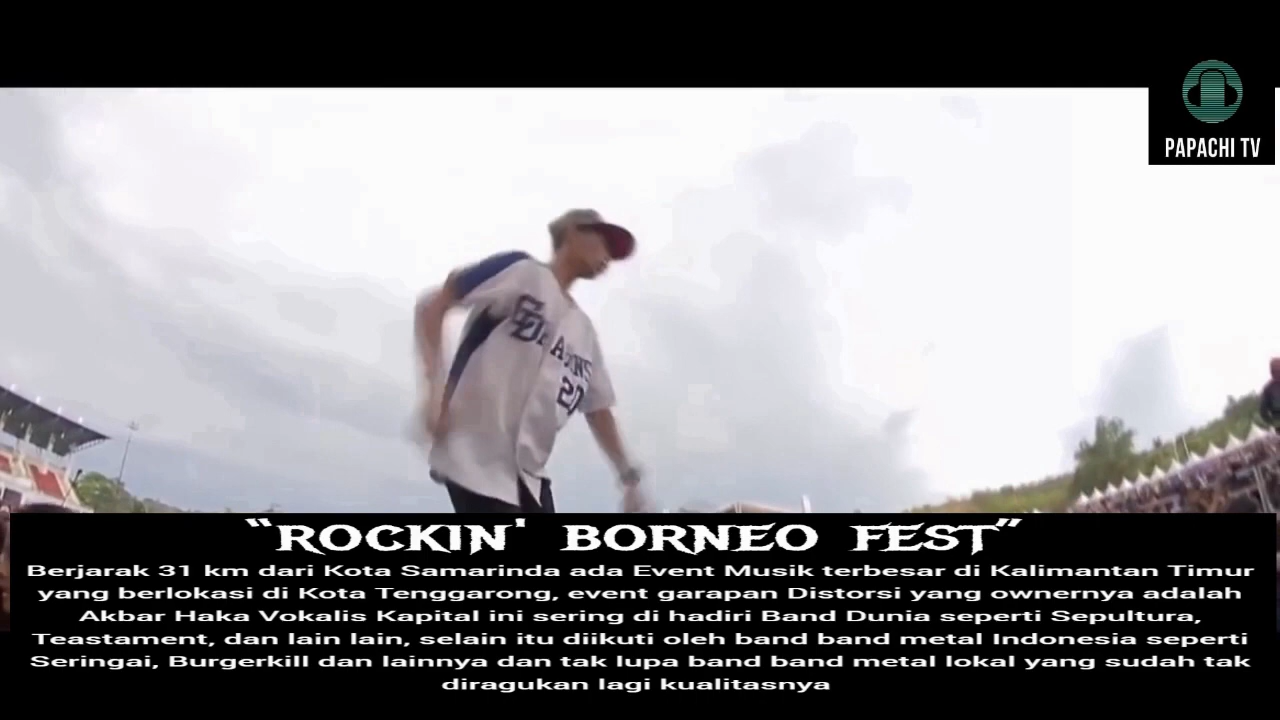 PAPACHI TV
20
"ROCKIN' BORNEO FEST"
Berjarak 31 km dari Kota Samarinda ada Event Musik terbesar di Kalimantan Timur
yang berlokasi di Kota Tenggarong, event garapan Distorsi yang ownernya adalah
Akbar Haka Vokalis Kapital ini sering di hadiri Band Dunia seperti Sepultura,
Teastament, dan lain lain, selain itu diikuti oleh band band metal Indonesia seperti
Seringai, Burgerkill dan lainnya dan tak lupa band band metal lokal yang sudah tak
diragukan lagi kualitasnya